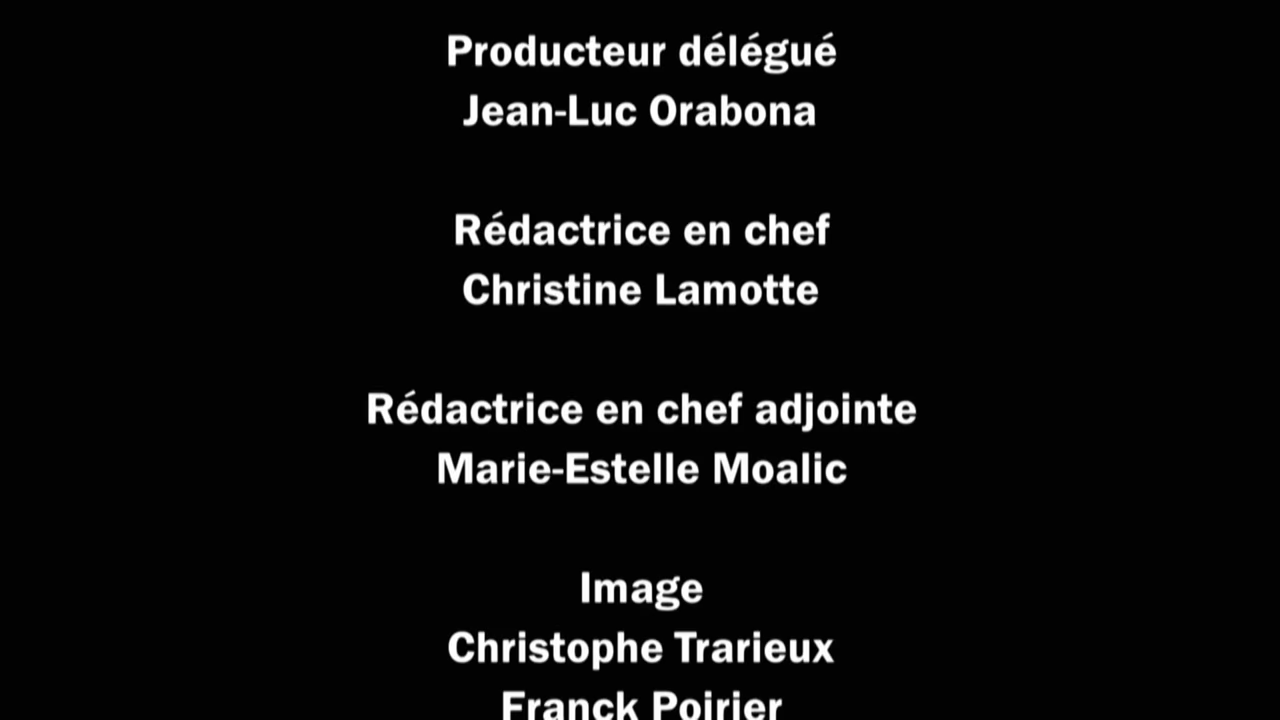 Producteur délégué
Jean-Luc Orabona
Rédactrice en chef
Christine Lamotte
Rédactrice en chef adjointe
Marie-Estelle Moalic
Image
Christophe Trarieux
Franck Poirier